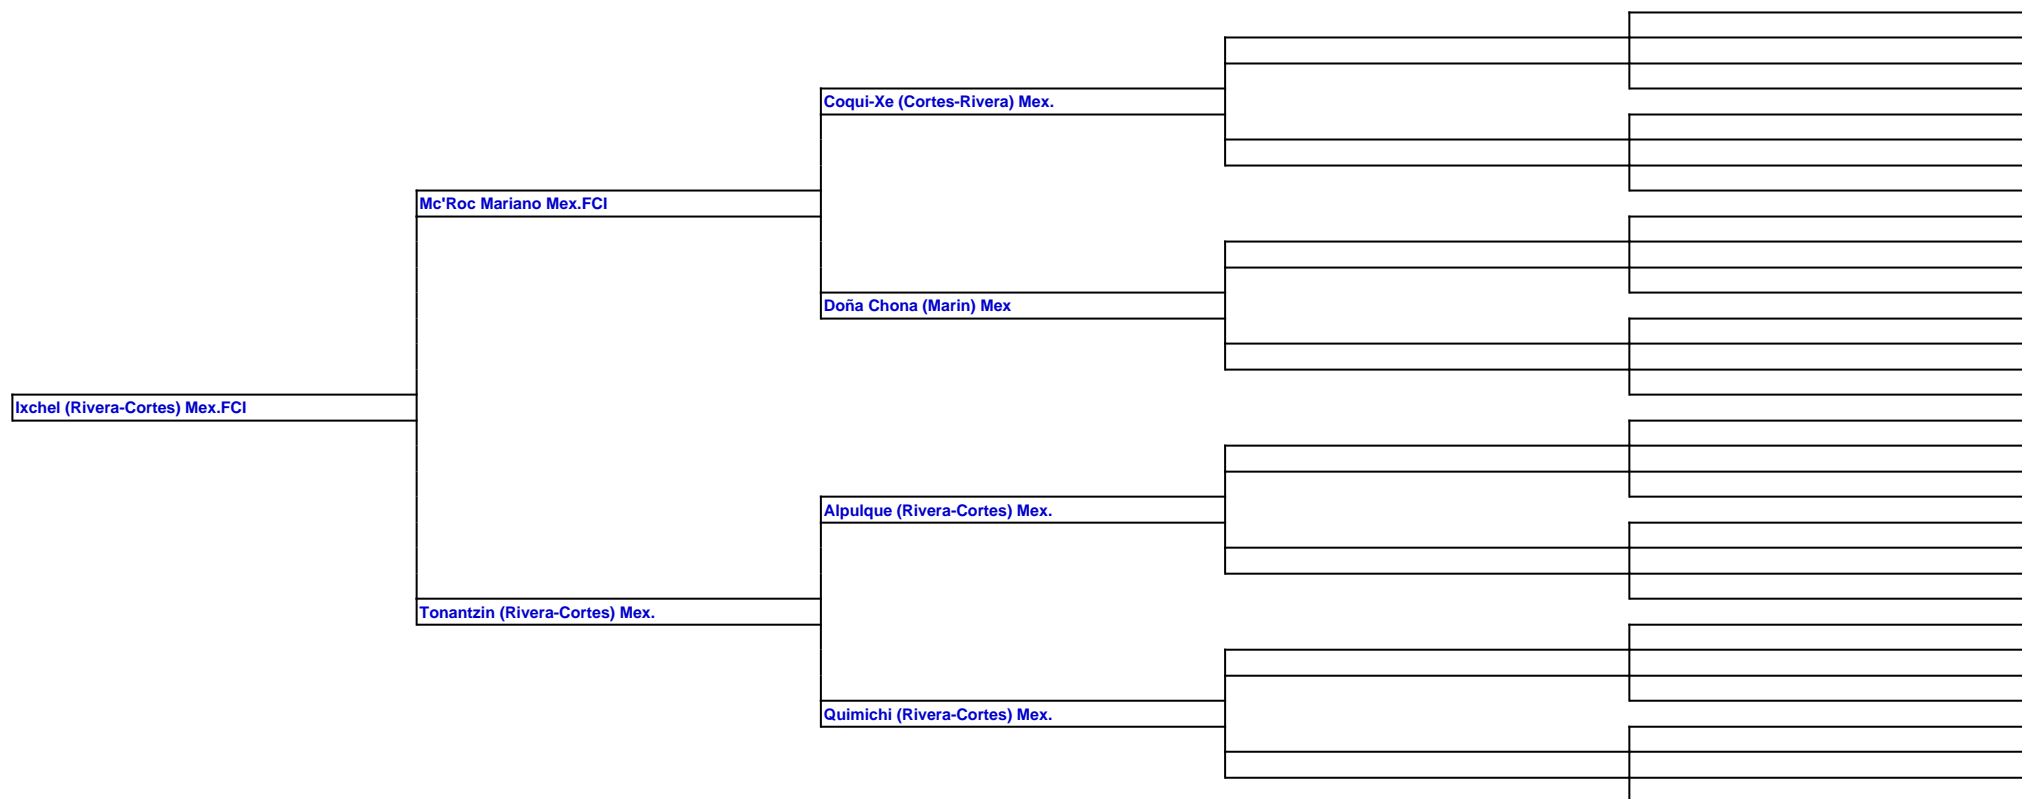 Coqui-Xe (Cortes-Rivera) Mex.
Mc'Roc Mariano Mex.FCI
Doña Chona (Marin) Mex
Ixchel (Rivera-Cortes) Mex.FCI
Alpulque (Rivera-Cortes) Mex.
Tonantzin (Rivera-Cortes) Mex.
Quimichi (Rivera-Cortes) Mex.